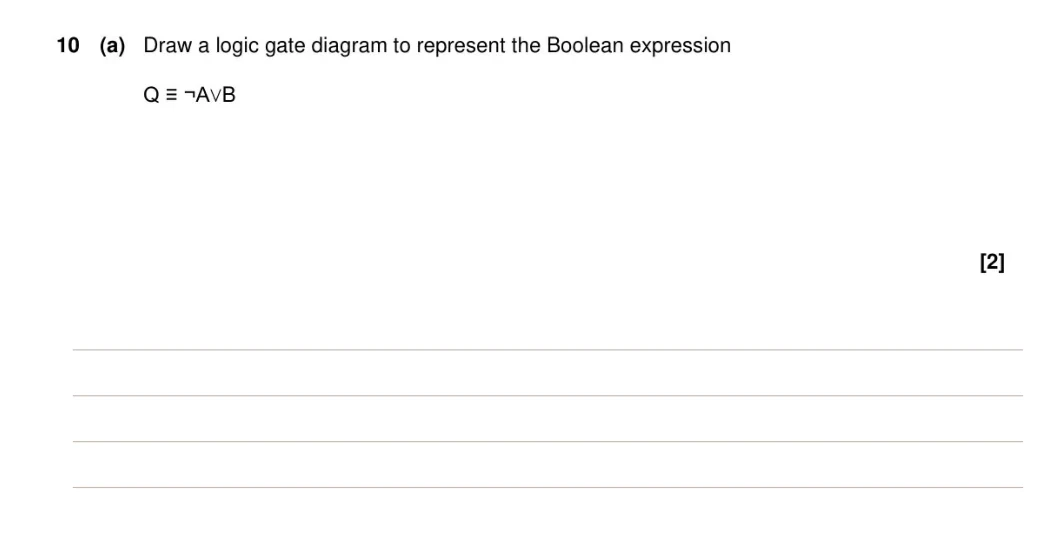 10 (a) Draw a logic gate diagram to represent the Boolean expression
Q ≡ ¬A∨B
[2]